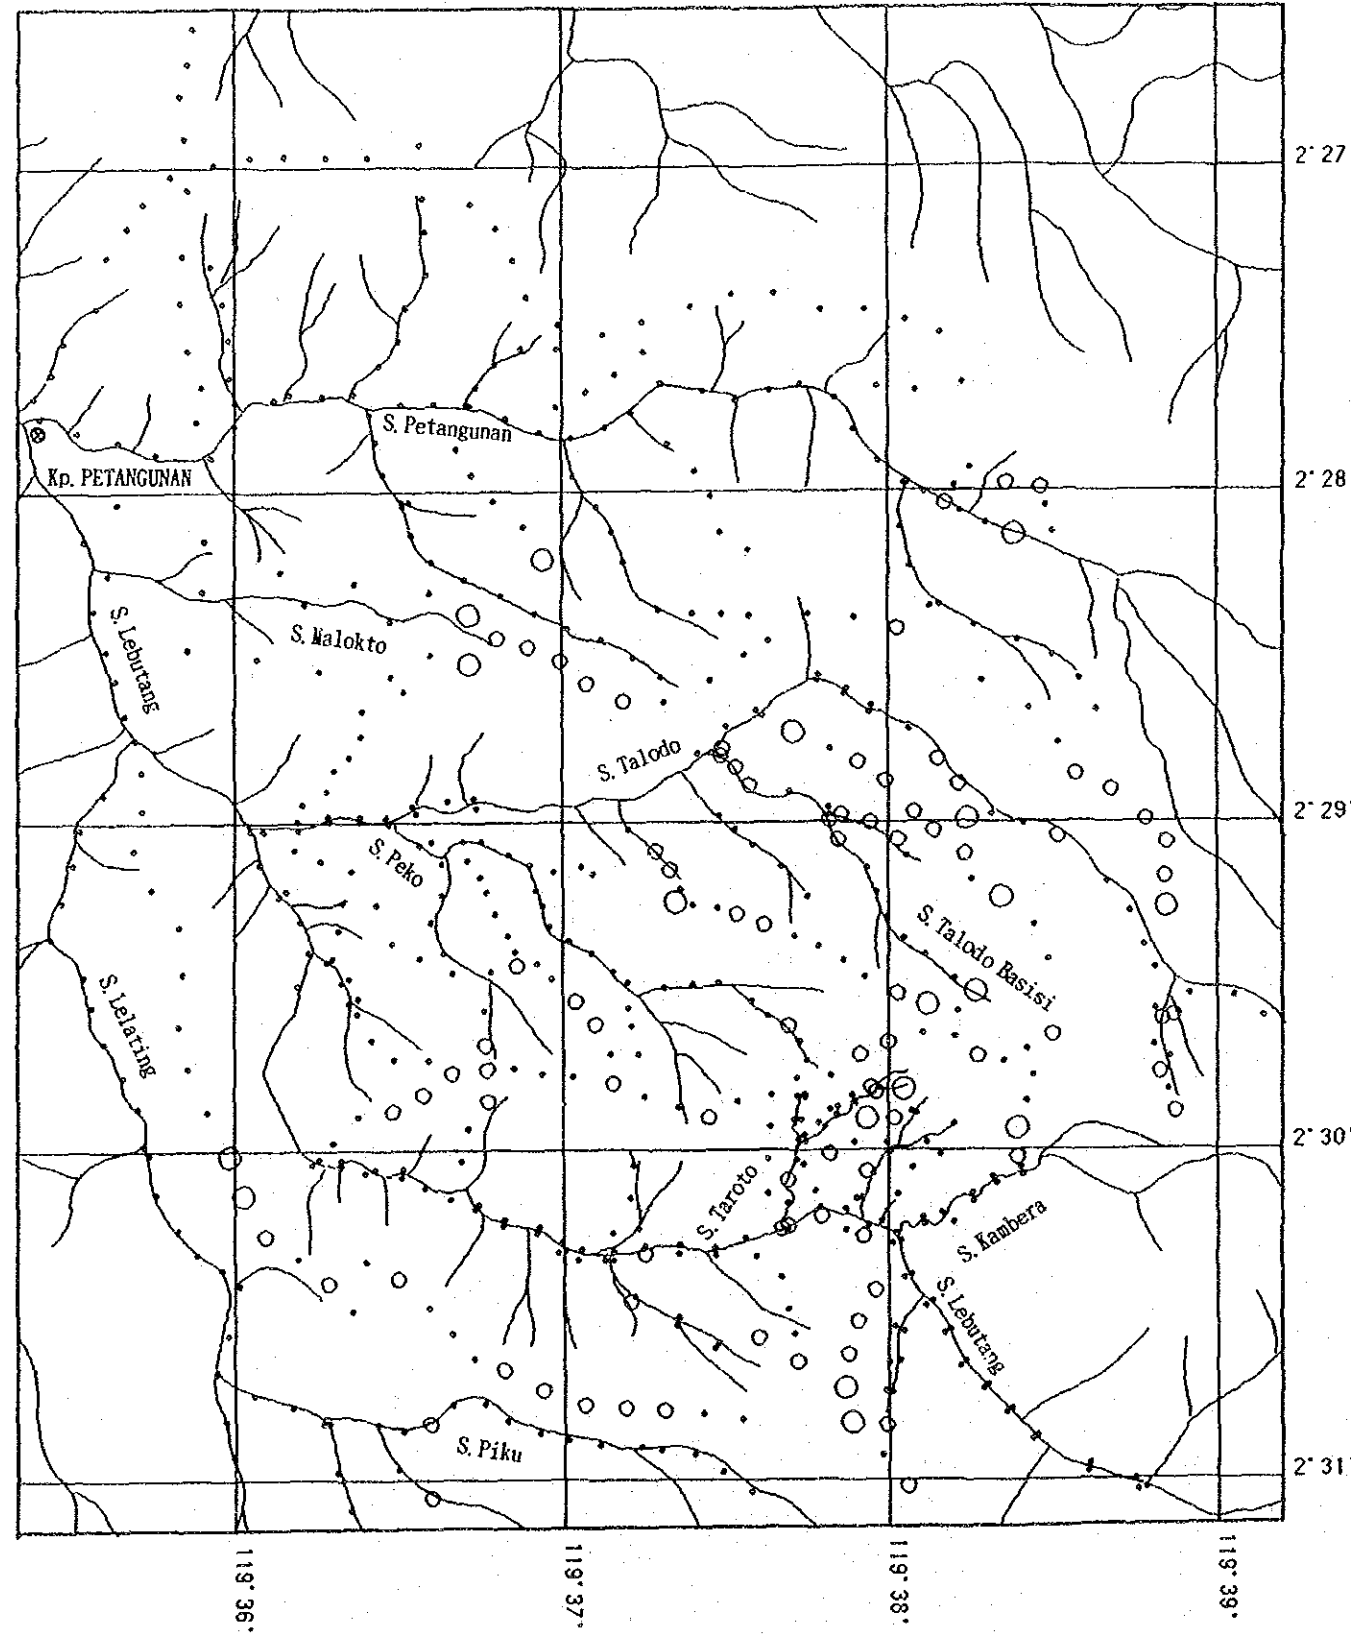 2°27
S. Petangunan
Kp. PETANGUNAN
2°28
S. Lebutang
S. Malokto
S. Talodo
2°29'
S. Peko
S. Talodo Basisi
S. Lelating
2°30'
S. Taroto
S. Kambera
S. Lebutang
S. Piku
2°31'
119°36'
119°37'
119°38'
119°39'